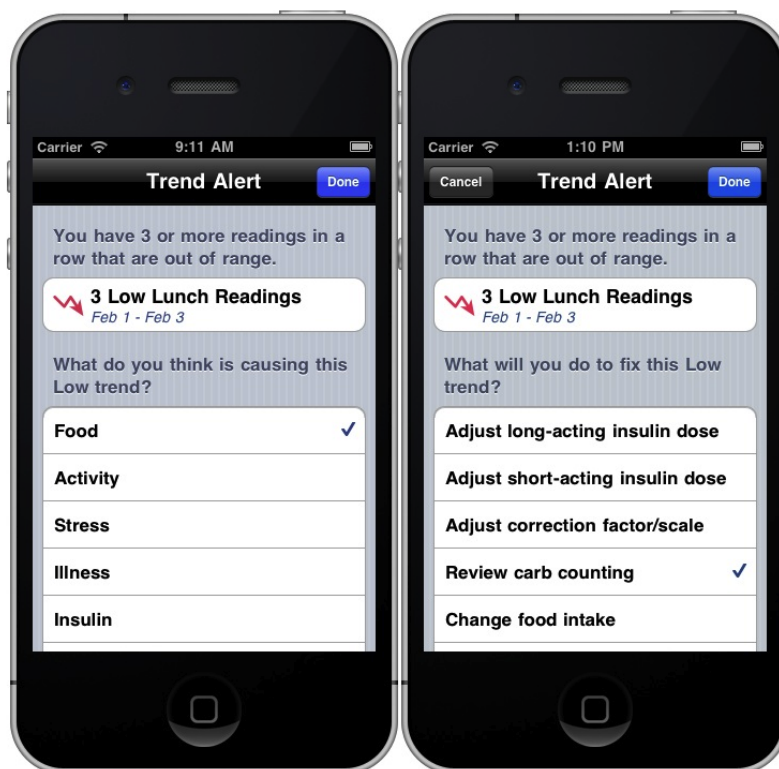 Carrier 9:11 AM
Trend Alert Done
You have 3 or more readings in a
row that are out of range.
3 Low Lunch Readings
Feb 1 - Feb 3
What do you think is causing this
Low trend?
Food
Activity
Stress
Illness
Insulin
Carrier 1:10 PM
Cancel Trend Alert Done
You have 3 or more readings in a
row that are out of range.
3 Low Lunch Readings
Feb 1 - Feb 3
What will you do to fix this Low
trend?
Adjust long-acting insulin dose
Adjust short-acting insulin dose
Adjust correction factor/scale
Review carb counting
Change food intake